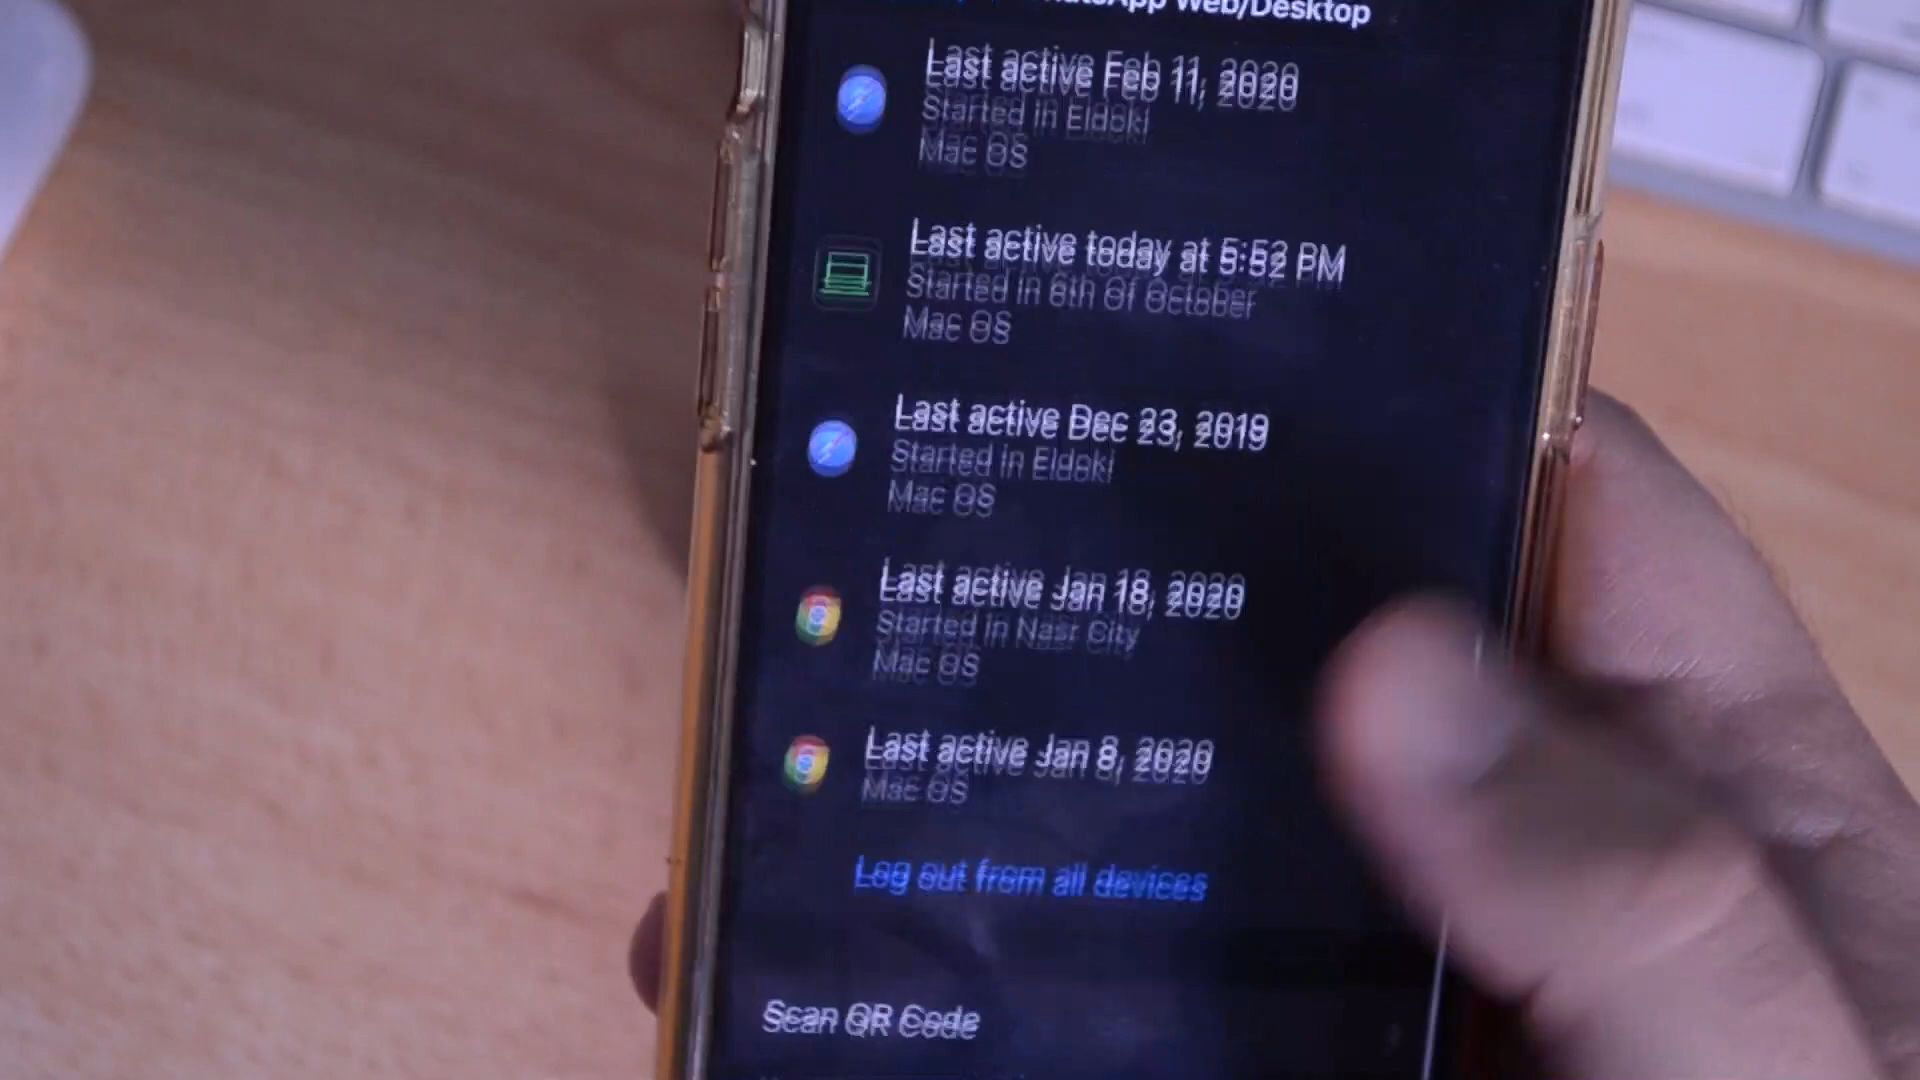 WhatsApp Web/Desktop
Last active Feb 11, 2020
Started in Eldoki
Mac OS
Last active today at 5:52 PM
Started in 6th Of October
Mac OS
Last active Dec 23, 2019
Started in Eldoki
Mac OS
Last active Jan 18, 2020
Started in Nasr City
Mac OS
Last active Jan 8, 2020
Mac OS
Log out from all devices
Scan QR Code